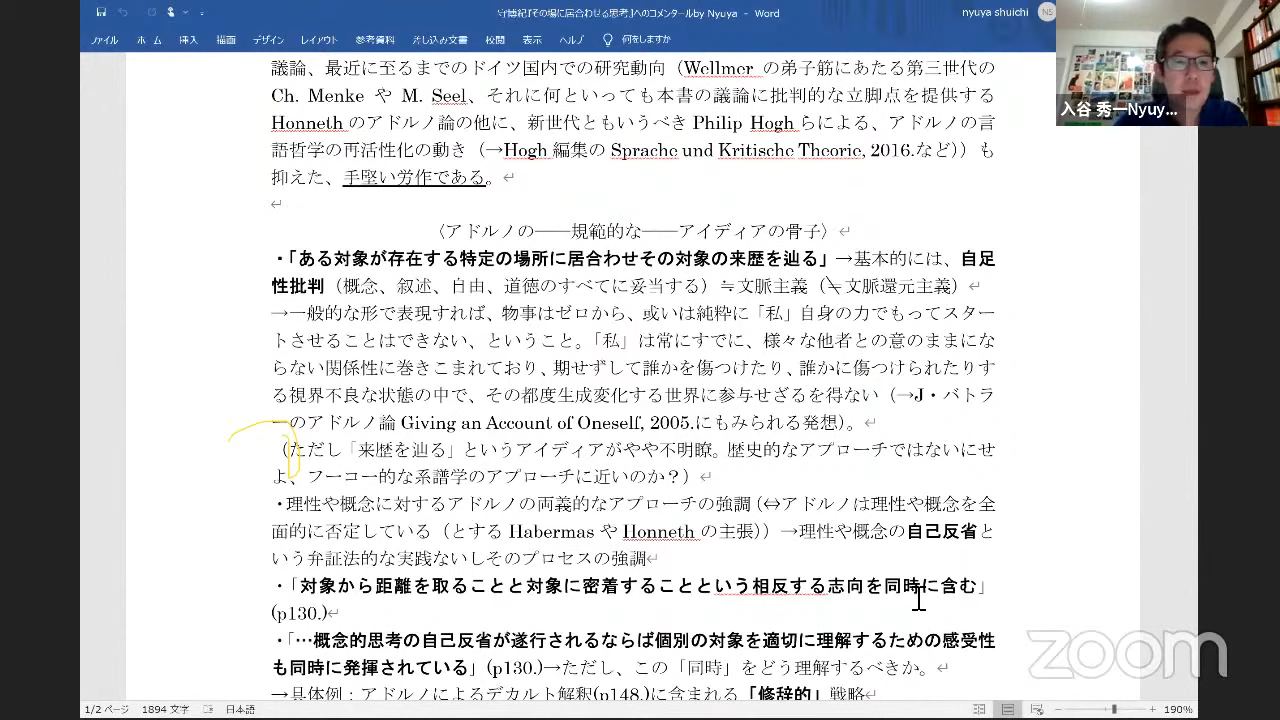 守博紀『その場に居合わせる思考』へのコメンタールby Nyuya - Word
nyuya shuichi
NS
ファイル ホーム 挿入 描画 デザイン レイアウト 参考資料 差し込み文書 校閲 表示 ヘルプ 何をしますか
入谷 秀一Nyuy...
議論、最近に至るまでのドイツ国内での研究動向（Wellmer の弟子筋にあたる第三世代の
Ch. Menke や M. Seel、それに何といっても本書の議論に批判的な立脚点を提供する
Honneth のアドルノ論の他に、新世代ともいうべき Philip Hogh らによる、アドルノの言
語哲学の再活性化の動き（→Hogh 編集の Sprache und Kritische Theorie, 2016.など））も
抑えた、手堅い労作である。
〈アドルノの――規範的な――アイディアの骨子〉
・「ある対象が存在する特定の場所に居合わせその対象の来歴を辿る」→基本的には、自足
性批判（概念、叙述、自由、道徳のすべてに妥当する）≒文脈主義（≒文脈還元主義）
→一般的な形で表現すれば、物事はゼロから、或いは純粋に「私」自身の力でもってスター
トさせることはできない、ということ。「私」は常にすでに、様々な他者との意のままにな
らない関係性に巻きこまれており、期せずして誰かを傷つけたり、誰かに傷つけられたりす
る視界不良な状態の中で、その都度生成変化する世界に参与せざるを得ない（→J・バトラ
ーのアドルノ論 Giving an Account of Oneself, 2005.にもみられる発想）。
（ただし「来歴を辿る」というアイディアがやや不明瞭。歴史的なアプローチではないにせ
よ、フーコー的な系譜学のアプローチに近いのか？）
・理性や概念に対するアドルノの両義的なアプローチの強調（⇔アドルノは理性や概念を全
面的に否定している（とする Habermas や Honneth の主張））→理性や概念の自己反省と
いう弁証法的な実践ないしそのプロセスの強調
・「対象から距離を取ることと対象に密着することという相反する志向を同時に含む」
(p130.)
・「…概念的思考の自己反省が遂行されるならば個別の対象を適切に理解するための感受性
も同時に発揮されている」(p130.)→ただし、この「同時」をどう理解するべきか。
→具体例：アドルノによるデカルト解釈(p148.)に含まれる「修辞的」戦略
zoom
1/2 ページ 1894 文字 日本語
190%